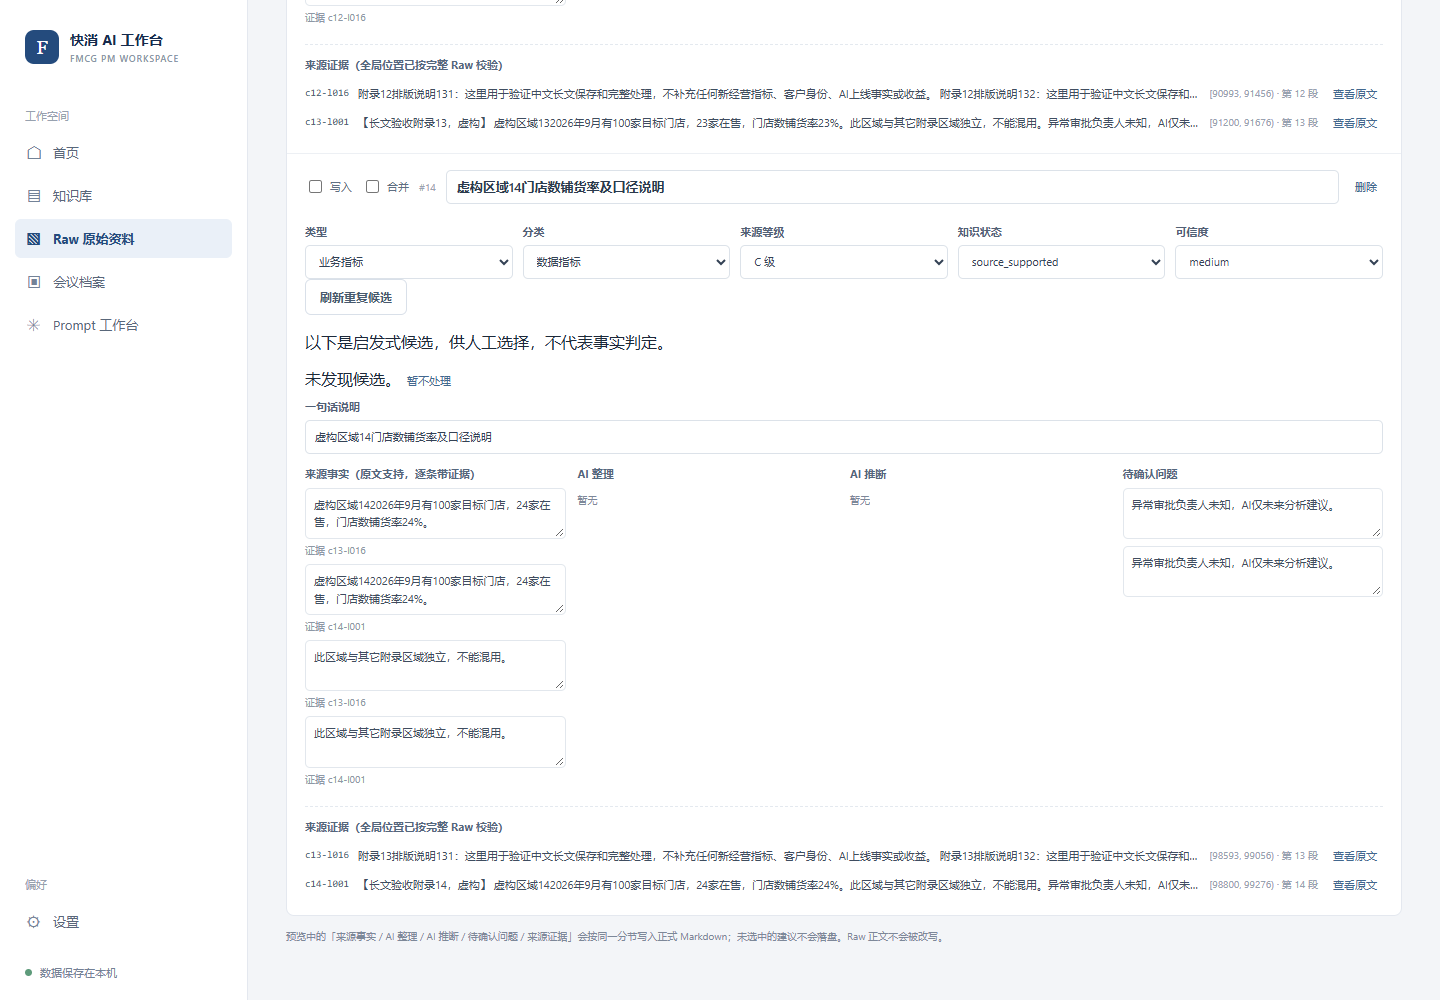 F
快消 AI 工作台
FMCG PM WORKSPACE
工作空间
首页
知识库
Raw 原始资料
会议档案
Prompt 工作台
偏好
设置
数据保存在本机
证据 c12-l016
来源证据（全局位置已按完整 Raw 校验）
c12-l016 附录12排版说明131：这里用于验证中文长文保存和完整处理，不补充任何新经营指标、客户身份、AI上线事实或收益。 附录12排版说明132：这里用于验证中文长文保存和... [90993, 91456) · 第 12 段 查看原文
c13-l001 【长文验收附录13，虚构】 虚构区域132026年9月有100家目标门店，23家在售，门店数铺货率23%。此区域与其它附录区域独立，不能混用。异常审批负责人未知，AI仅未... [91200, 91676) · 第 13 段 查看原文
写入 合并 #14 虚构区域14门店数铺货率及口径说明 删除
类型 分类 来源等级 知识状态 可信度
业务指标 数据指标 C 级 source_supported medium
刷新重复候选
以下是启发式候选，供人工选择，不代表事实判定。
未发现候选。 暂不处理
一句话说明
虚构区域14门店数铺货率及口径说明
来源事实（原文支持，逐条带证据）
虚构区域142026年9月有100家目标门店，24家在
售，门店数铺货率24%。
证据 c13-l016
虚构区域142026年9月有100家目标门店，24家在
售，门店数铺货率24%。
证据 c14-l001
此区域与其它附录区域独立，不能混用。
证据 c13-l016
此区域与其它附录区域独立，不能混用。
证据 c14-l001
AI 整理
暂无
AI 推断
暂无
待确认问题
异常审批负责人未知，AI仅未来分析建议。
异常审批负责人未知，AI仅未来分析建议。
来源证据（全局位置已按完整 Raw 校验）
c13-l016 附录13排版说明131：这里用于验证中文长文保存和完整处理，不补充任何新经营指标、客户身份、AI上线事实或收益。 附录13排版说明132：这里用于验证中文长文保存和... [98593, 99056) · 第 13 段 查看原文
c14-l001 【长文验收附录14，虚构】 虚构区域142026年9月有100家目标门店，24家在售，门店数铺货率24%。此区域与其它附录区域独立，不能混用。异常审批负责人未知，AI仅未... [98800, 99276) · 第 14 段 查看原文
预览中的「来源事实 / AI 整理 / AI 推断 / 待确认问题 / 来源证据」会按同一分节写入正式 Markdown；未选中的建议不会落盘。Raw 正文不会被改写。